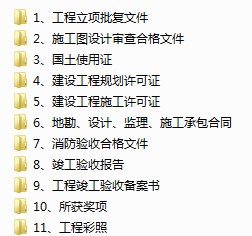 1、工程立项批复文件
2、施工图设计审查合格文件
3、国土使用证
4、建设工程规划许可证
5、建设工程施工许可证
6、地勘、设计、监理、施工承包合同
7、消防验收合格文件
8、竣工验收报告
9、工程竣工验收备案书
10、所获奖项
11、工程彩照